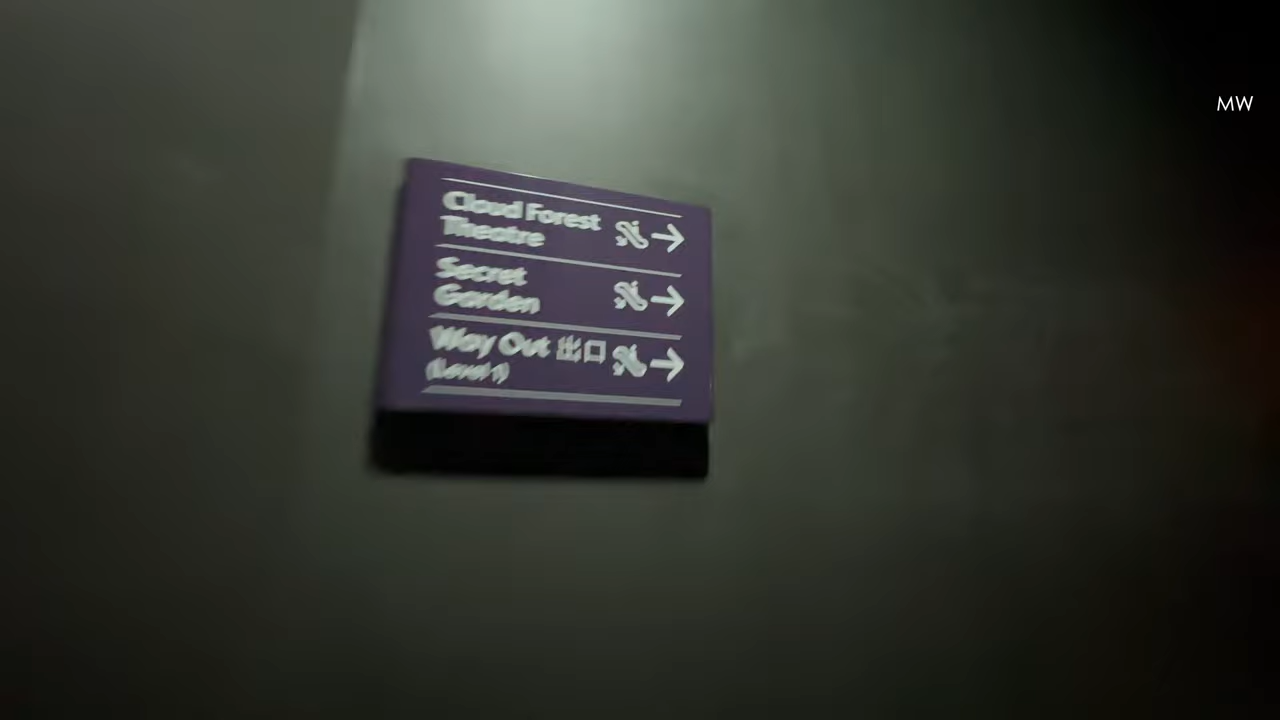 MW
Cloud Forest
Theatre
Secret
Garden
Way Out 出口
(Level 1)